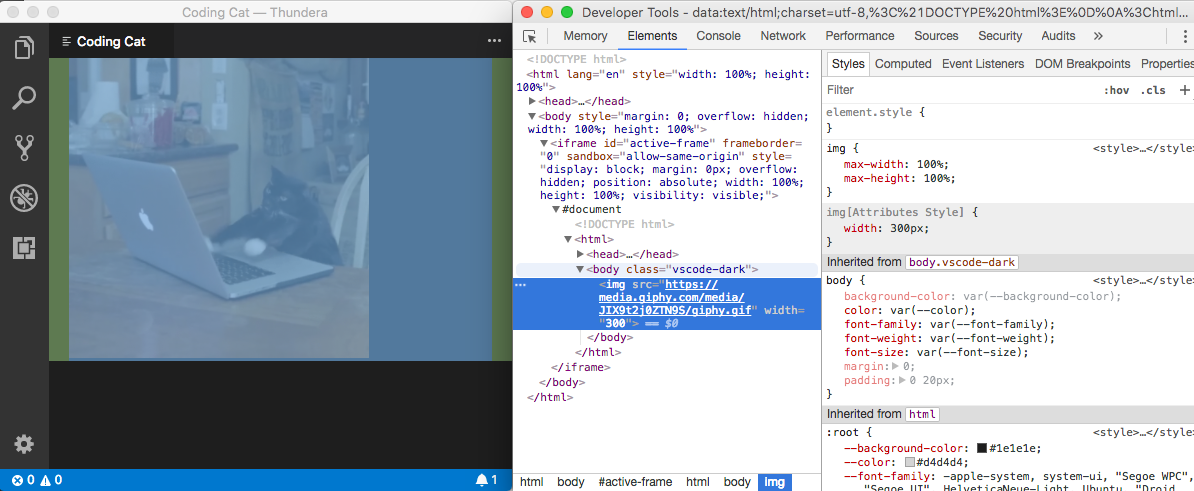 Coding Cat — Thundera
Coding Cat
0 0
1
Developer Tools - data:text/html;charset=utf-8,%3C%21DOCTYPE%20html%3E%0D%0A%3Chtml...
Memory Elements Console Network Performance Sources Security Audits »
<!DOCTYPE html>
<html lang="en" style="width: 100%; height:
100%">
<head>…</head>
<body style="margin: 0; overflow: hidden;
width: 100%; height: 100%">
<iframe id="active-frame" frameborder=
"0" sandbox="allow-same-origin" style=
"display: block; margin: 0px; overflow:
hidden; position: absolute; width: 100%;
height: 100%; visibility: visible;">
#document
<!DOCTYPE html>
<html>
<head>…</head>
<body class="vscode-dark">
<img src="https://
media.giphy.com/media/
JIX9t2j0ZTN9S/giphy.gif" width=
"300"> == $0
</body>
</html>
</iframe>
</body>
</html>
html body #active-frame html body img
Styles Computed Event Listeners DOM Breakpoints Properties
Filter :hov .cls +
element.style {
}
img { <style>…</style>
max-width: 100%;
max-height: 100%;
}
img[Attributes Style] {
width: 300px;
}
Inherited from body.vscode-dark
body { <style>…</style>
background-color: var(--background-color);
color: var(--color);
font-family: var(--font-family);
font-weight: var(--font-weight);
font-size: var(--font-size);
margin: 0;
padding: 0 20px;
}
Inherited from html
:root { <style>…</style>
--background-color: #1e1e1e;
--color: #d4d4d4;
--font-family: -apple-system, system-ui, "Segoe WPC",
"Segoe UI", HelveticaNeue-Light, Ubuntu, "Droid